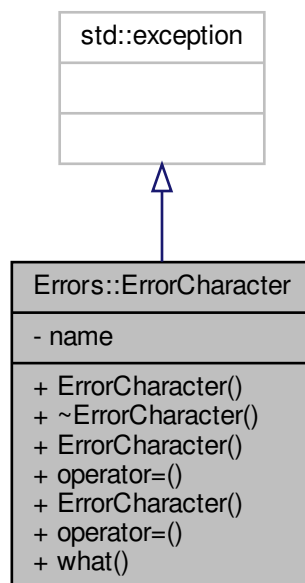 std::exception
Errors::ErrorCharacter
- name
+ ErrorCharacter()
+ ~ErrorCharacter()
+ ErrorCharacter()
+ operator=()
+ ErrorCharacter()
+ operator=()
+ what()